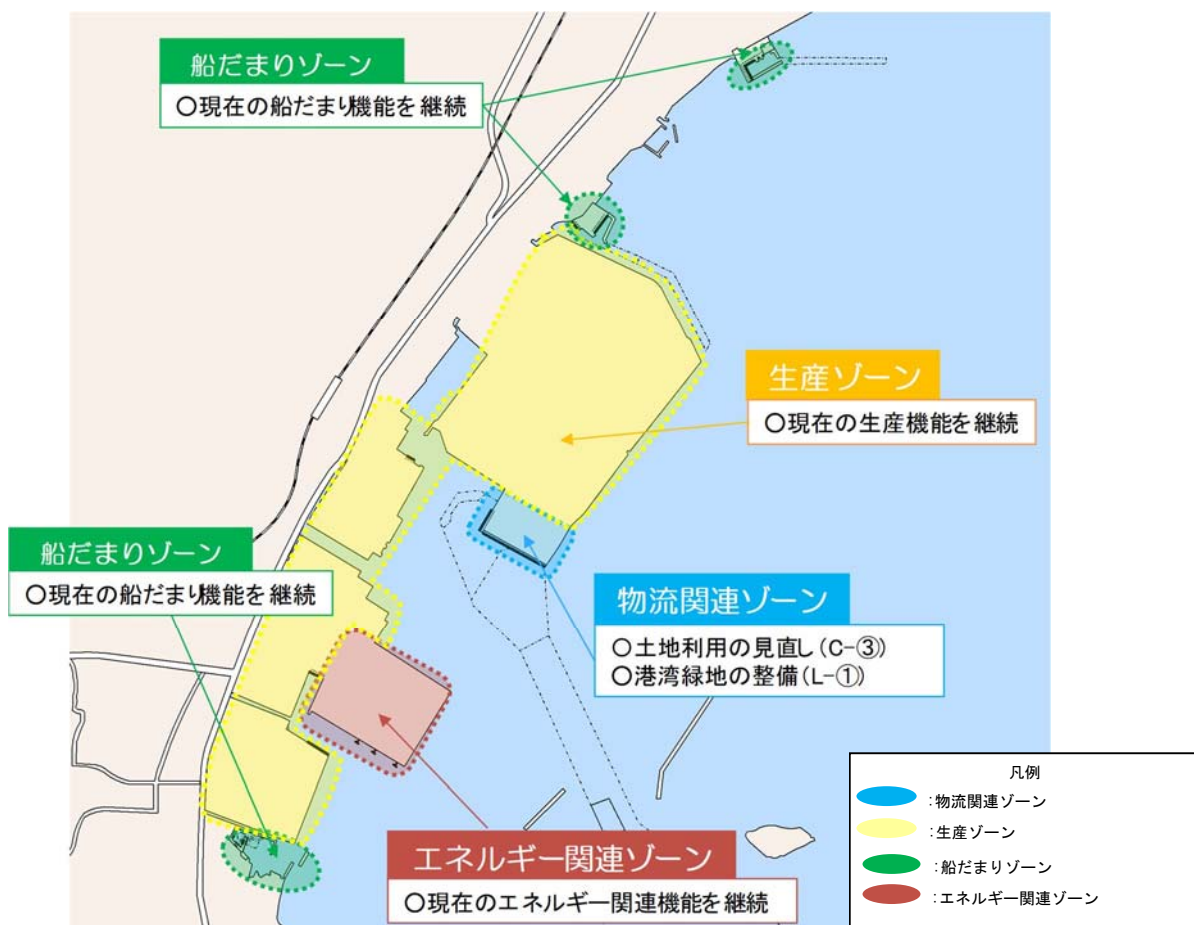 船だまりゾーン
○現在の船だまり機能を継続
生産ゾーン
○現在の生産機能を継続
船だまりゾーン
○現在の船だまり機能を継続
物流関連ゾーン
○土地利用の見直し(C-③)
○港湾緑地の整備(L-①)
エネルギー関連ゾーン
○現在のエネルギー関連機能を継続
凡例
:物流関連ゾーン
:生産ゾーン
:船だまりゾーン
:エネルギー関連ゾーン